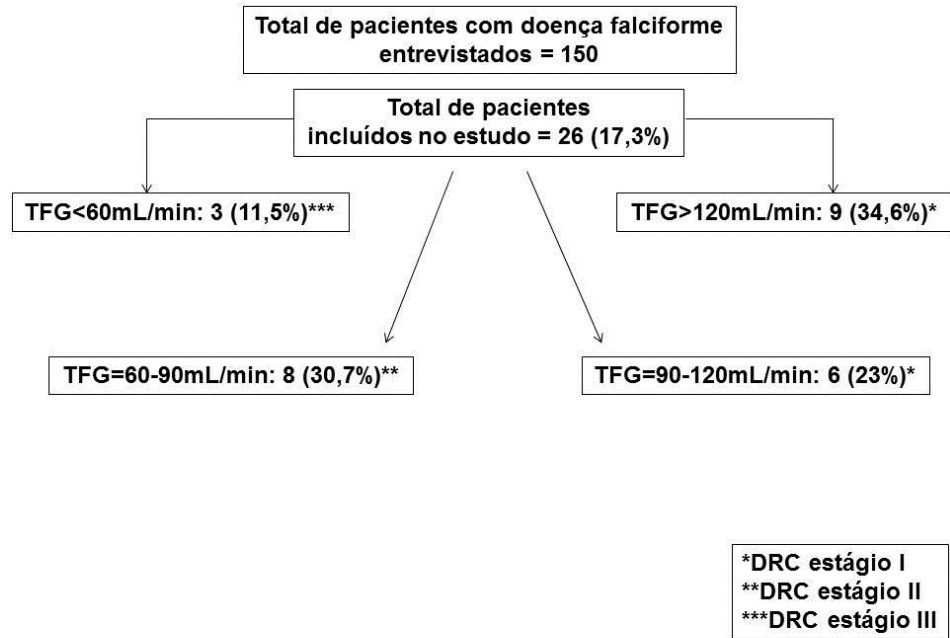 Total de pacientes com doença falciforme
entrevistados = 150
Total de pacientes
incluídos no estudo = 26 (17,3%)
TFG<60mL/min: 3 (11,5%)***
TFG>120mL/min: 9 (34,6%)*
TFG=60-90mL/min: 8 (30,7%)**
TFG=90-120mL/min: 6 (23%)*
*DRC estágio I
**DRC estágio II
***DRC estágio III